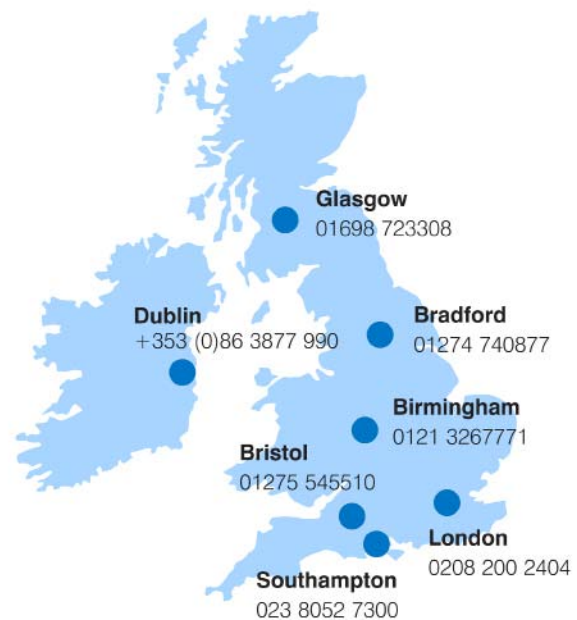 Glasgow
01698 723308
Dublin
+353 (0)86 3877 990
Bradford
01274 740877
Birmingham
0121 3267771
Bristol
01275 545510
London
0208 200 2404
Southampton
023 8052 7300